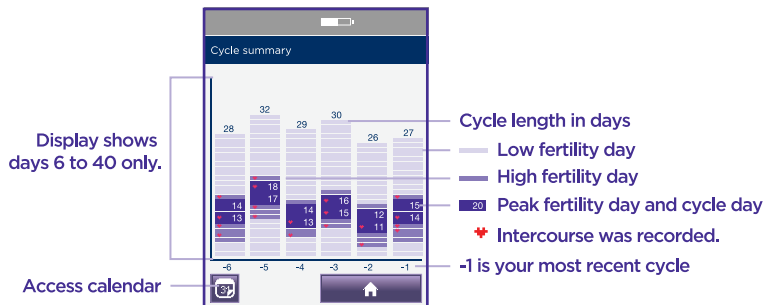 Cycle summary
32
30
28
29
26
27
18
17
16
15
14
13
14
13
12
11
15
14
-6
-5
-4
-3
-2
-1
31
Display shows
days 6 to 40 only.
Access calendar
Cycle length in days
Low fertility day
High fertility day
20 Peak fertility day and cycle day
Intercourse was recorded.
-1 is your most recent cycle